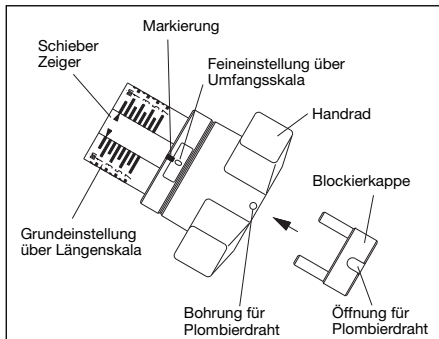 Markierung
Schieber
Zeiger
Feineinstellung über
Umfangsskala
Handrad
Blockierkappe
Grundeinstellung
über Längenskala
Bohrung für
Plombierdraht
Öffnung für
Plombierdraht